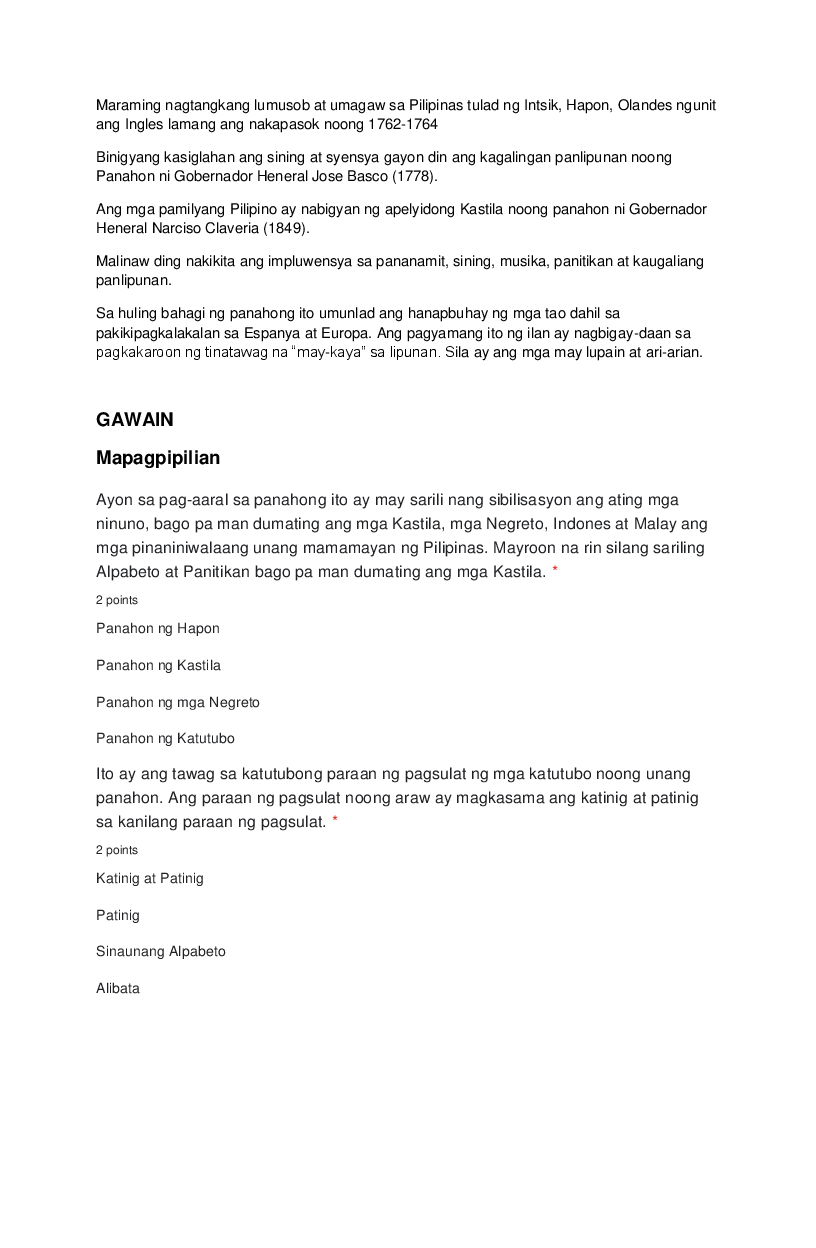 Maraming nagtangkang lumusob at umagaw sa Pilipinas tulad ng Intsik, Hapon, Olandes ngunit
ang Ingles lamang ang nakapasok noong 1762-1764
Binigyang kasiglahan ang sining at syensya gayon din ang kagalingan panlipunan noong
Panahon ni Gobernador Heneral Jose Basco (1778).
Ang mga pamilyang Pilipino ay nabigyan ng apelyidong Kastila noong panahon ni Gobernador
Heneral Narciso Claveria (1849).
Malinaw ding nakikita ang impluwensya sa pananamit, sining, musika, panitikan at kaugaliang
panlipunan.
Sa huling bahagi ng panahong ito umunlad ang hanapbuhay ng mga tao dahil sa
pakikipagkalakalan sa Espanya at Europa. Ang pagyamang ito ng ilan ay nagbigay-daan sa
pagkakaroon ng tinatawag na “may-kaya” sa lipunan. Sila ay ang mga may lupain at ari-arian.
GAWAIN
Mapagpipilian
Ayon sa pag-aaral sa panahong ito ay may sarili nang sibilisasyon ang ating mga
ninuno, bago pa man dumating ang mga Kastila, mga Negreto, Indones at Malay ang
mga pinaniniwalaang unang mamamayan ng Pilipinas. Mayroon na rin silang sariling
Alpabeto at Panitikan bago pa man dumating ang mga Kastila. *
2 points
Panahon ng Hapon
Panahon ng Kastila
Panahon ng mga Negreto
Panahon ng Katutubo
Ito ay ang tawag sa katutubong paraan ng pagsulat ng mga katutubo noong unang
panahon. Ang paraan ng pagsulat noong araw ay magkasama ang katinig at patinig
sa kanilang paraan ng pagsulat. *
2 points
Katinig at Patinig
Patinig
Sinaunang Alpabeto
Alibata